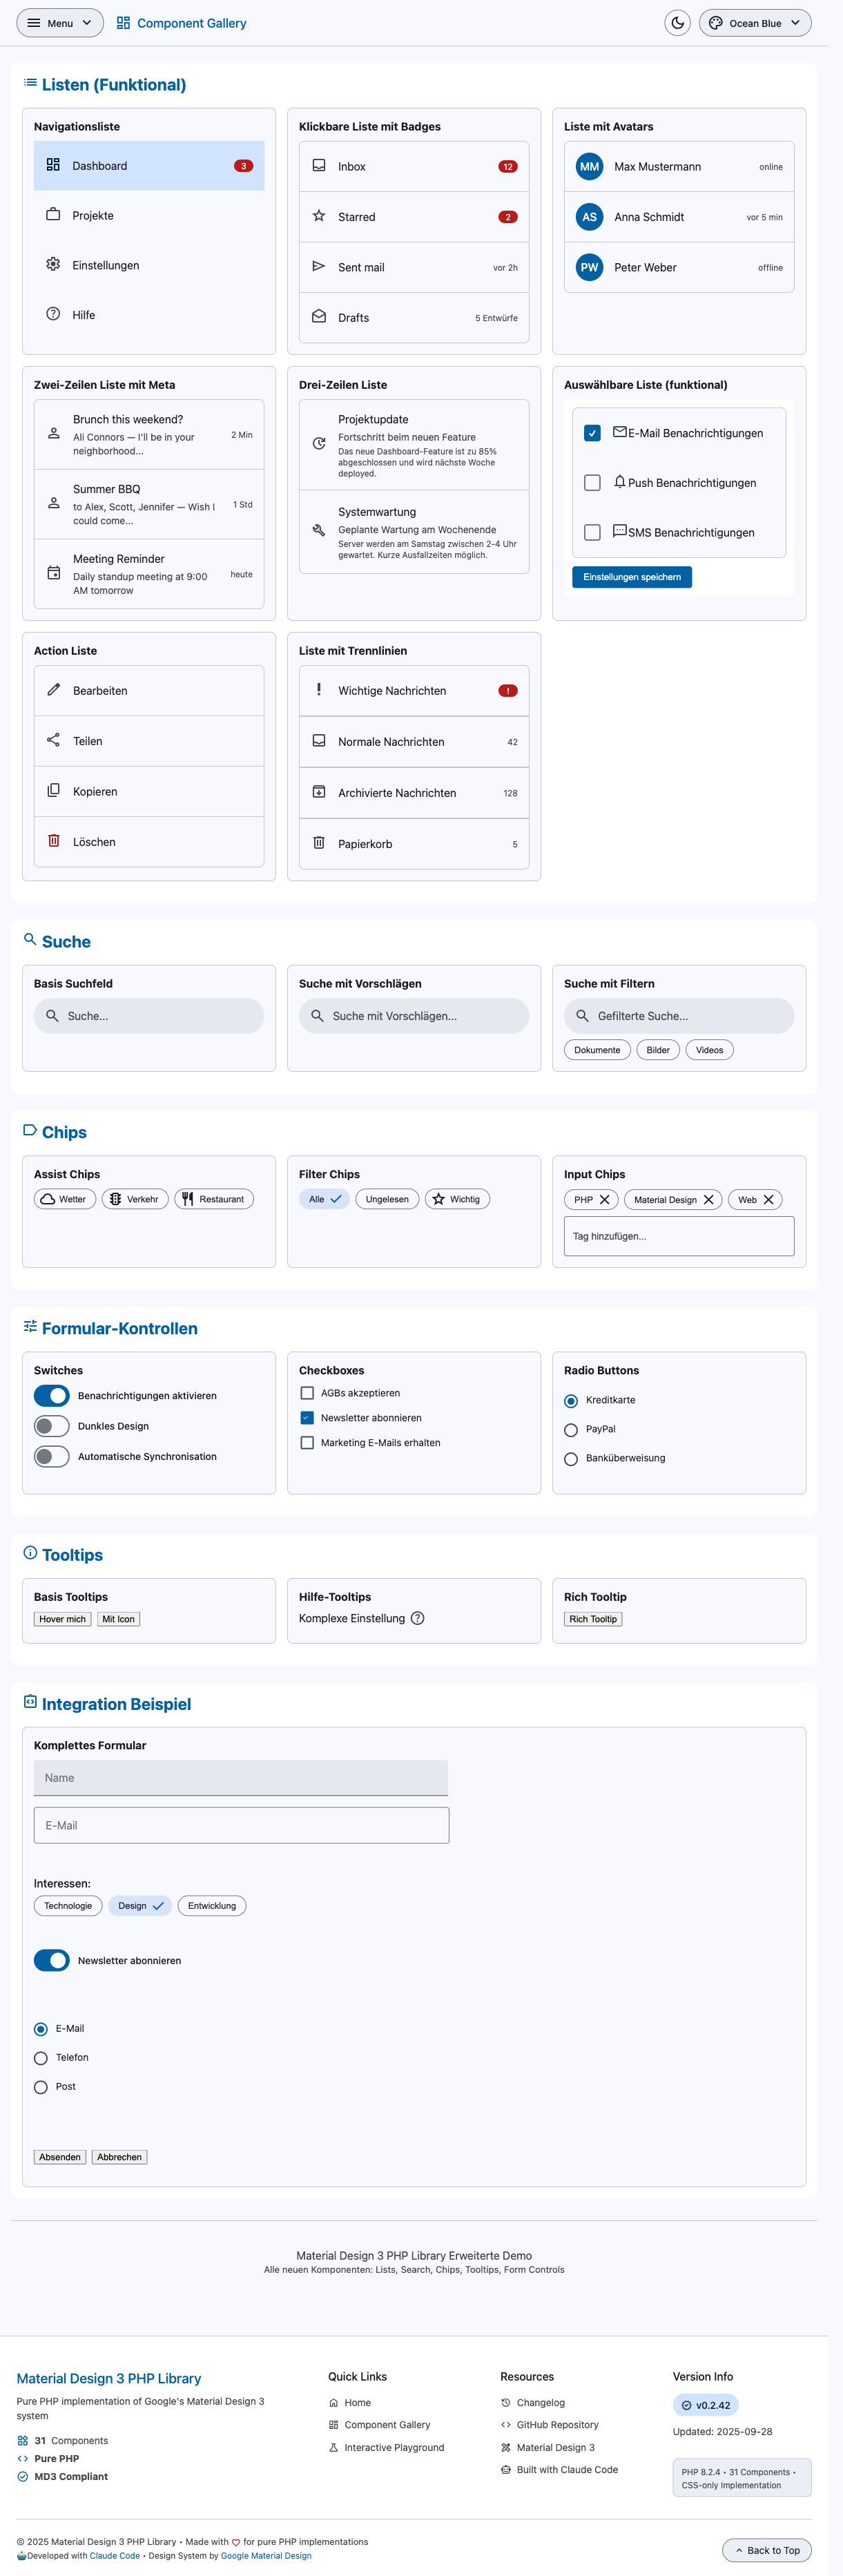 Menu
Component Gallery
Ocean Blue
Listen (Funktional)
Navigationsliste
Dashboard
3
Projekte
Einstellungen
Hilfe
Klickbare Liste mit Badges
Inbox
12
Starred
2
Sent mail
vor 2h
Drafts
5 Entwürfe
Liste mit Avatars
MM
Max Mustermann
online
AS
Anna Schmidt
vor 5 min
PW
Peter Weber
offline
Zwei-Zeilen Liste mit Meta
Brunch this weekend?
Ali Connors — I'll be in your
neighborhood...
2 Min
Summer BBQ
to Alex, Scott, Jennifer — Wish I
could come...
1 Std
Meeting Reminder
Daily standup meeting at 9:00
AM tomorrow
heute
Drei-Zeilen Liste
Projektupdate
Fortschritt beim neuen Feature
Das neue Dashboard-Feature ist zu 85%
abgeschlossen und wird nächste Woche
deployed.
Systemwartung
Geplante Wartung am Wochenende
Server werden am Samstag zwischen 2-4 Uhr
gewartet. Kurze Ausfallzeiten möglich.
Auswählbare Liste (funktional)
E-Mail Benachrichtigungen
Push Benachrichtigungen
SMS Benachrichtigungen
Einstellungen speichern
Action Liste
Bearbeiten
Teilen
Kopieren
Löschen
Liste mit Trennlinien
Wichtige Nachrichten
!
Normale Nachrichten
42
Archivierte Nachrichten
128
Papierkorb
5
Suche
Basis Suchfeld
Suche...
Suche mit Vorschlägen
Suche mit Vorschlägen...
Suche mit Filtern
Gefilterte Suche...
Dokumente
Bilder
Videos
Chips
Assist Chips
Wetter
Verkehr
Restaurant
Filter Chips
Alle
Ungelesen
Wichtig
Input Chips
PHP
Material Design
Web
Tag hinzufügen...
Formular-Kontrollen
Switches
Benachrichtigungen aktivieren
Dunkles Design
Automatische Synchronisation
Checkboxes
AGBs akzeptieren
Newsletter abonnieren
Marketing E-Mails erhalten
Radio Buttons
Kreditkarte
PayPal
Banküberweisung
Tooltips
Basis Tooltips
Hover mich
Mit Icon
Hilfe-Tooltips
Komplexe Einstellung
Rich Tooltip
Rich Tooltip
Integration Beispiel
Komplettes Formular
Name
E-Mail
Interessen:
Technologie
Design
Entwicklung
Newsletter abonnieren
E-Mail
Telefon
Post
Absenden
Abbrechen
Material Design 3 PHP Library Erweiterte Demo
Alle neuen Komponenten: Lists, Search, Chips, Tooltips, Form Controls
Material Design 3 PHP Library
Pure PHP implementation of Google's Material Design 3
system
31 Components
Pure PHP
MD3 Compliant
Quick Links
Home
Component Gallery
Interactive Playground
Resources
Changelog
GitHub Repository
Material Design 3
Built with Claude Code
Version Info
v0.2.42
Updated: 2025-09-28
PHP 8.2.4 • 31 Components •
CSS-only Implementation
© 2025 Material Design 3 PHP Library • Made with for pure PHP implementations
Developed with Claude Code • Design System by Google Material Design
Back to Top